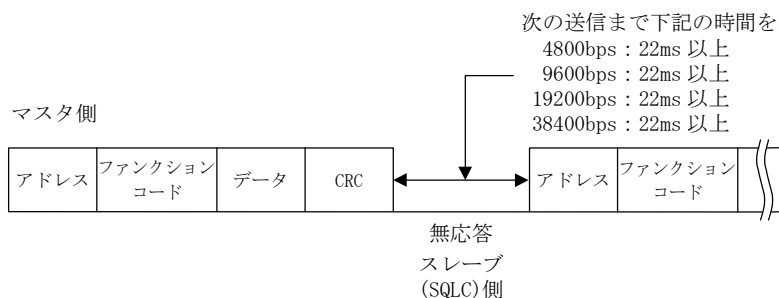 次の送信まで下記の時間を
4800bps：22ms 以上
9600bps：22ms 以上
19200bps：22ms 以上
38400bps：22ms 以上
マスタ側
アドレス
ファンクション
コード
データ
CRC
アドレス
ファンクション
コード
無応答
スレーブ
(SQLC)側